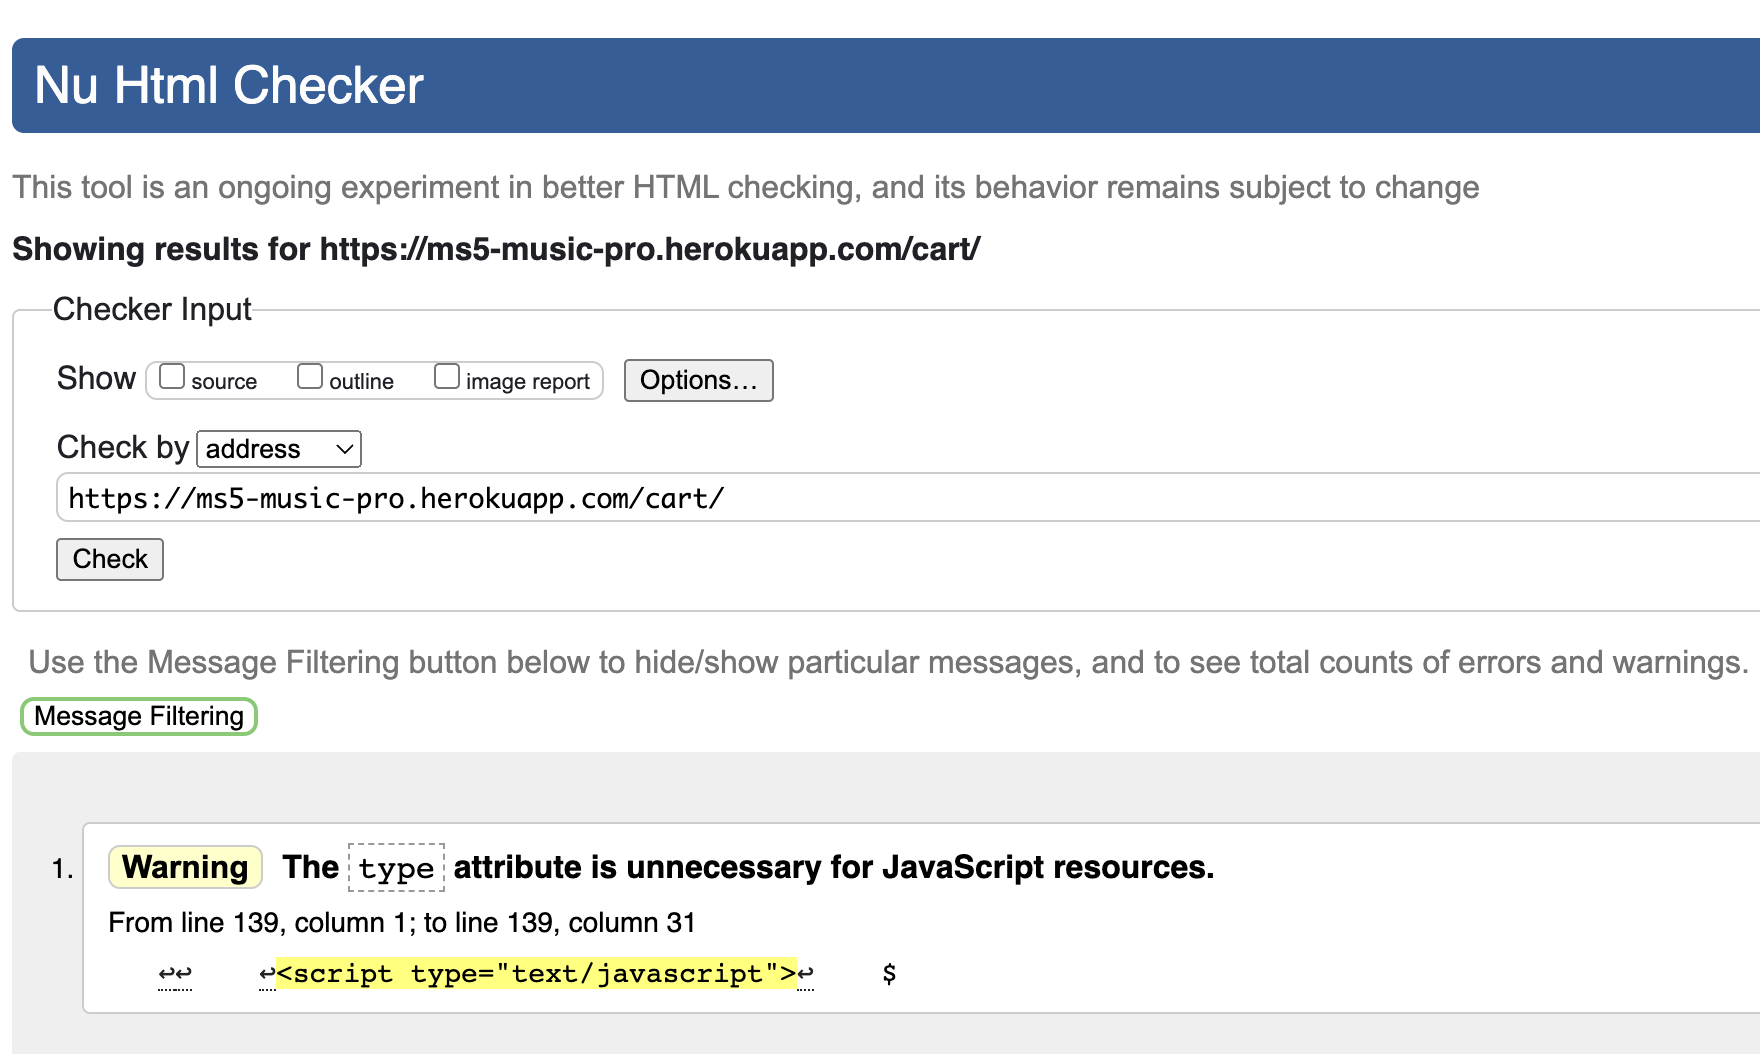 Nu Html Checker
This tool is an ongoing experiment in better HTML checking, and its behavior remains subject to change
Showing results for https://ms5-music-pro.herokuapp.com/cart/
Checker Input
Show source outline image report Options…
Check by address
https://ms5-music-pro.herokuapp.com/cart/
Check
Use the Message Filtering button below to hide/show particular messages, and to see total counts of errors and warnings.
Message Filtering
1. Warning The type attribute is unnecessary for JavaScript resources.
From line 139, column 1; to line 139, column 31
↩↩ ↩<script type="text/javascript">↩ $